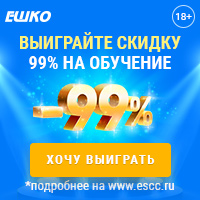 ЕШКО
18+
ВЫИГРАЙТЕ СКИДКУ
99% НА ОБУЧЕНИЕ
-99%
ХОЧУ ВЫИГРАТЬ
*подробнее на www.escc.ru